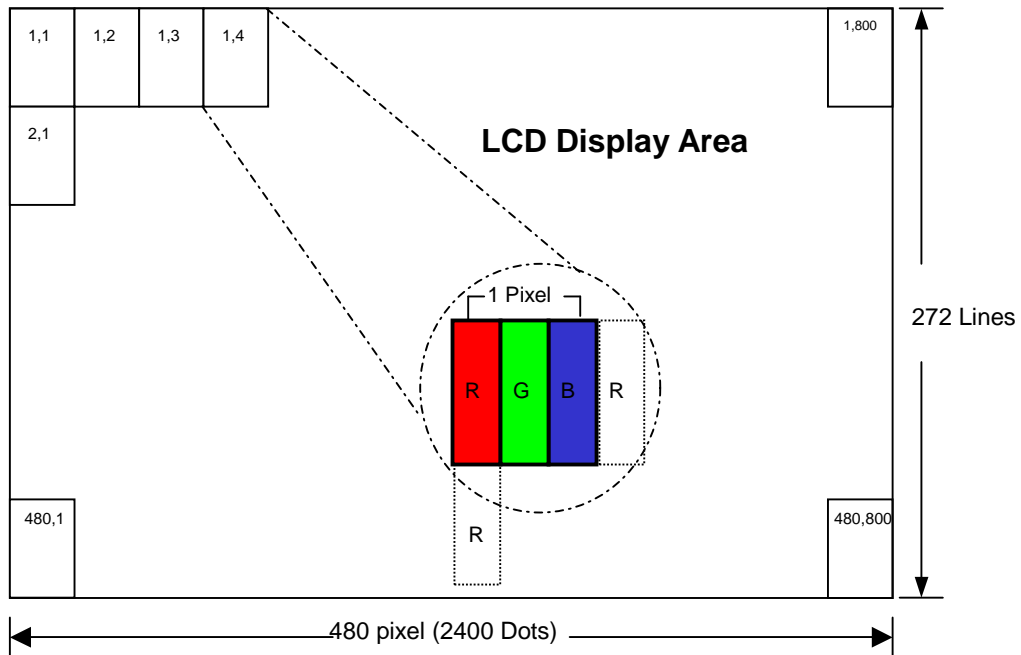 1,1 1,2 1,3 1,4 1,800
2,1
LCD Display Area
1 Pixel
272 Lines
R G B R
480,1 480,800
R
480 pixel (2400 Dots)